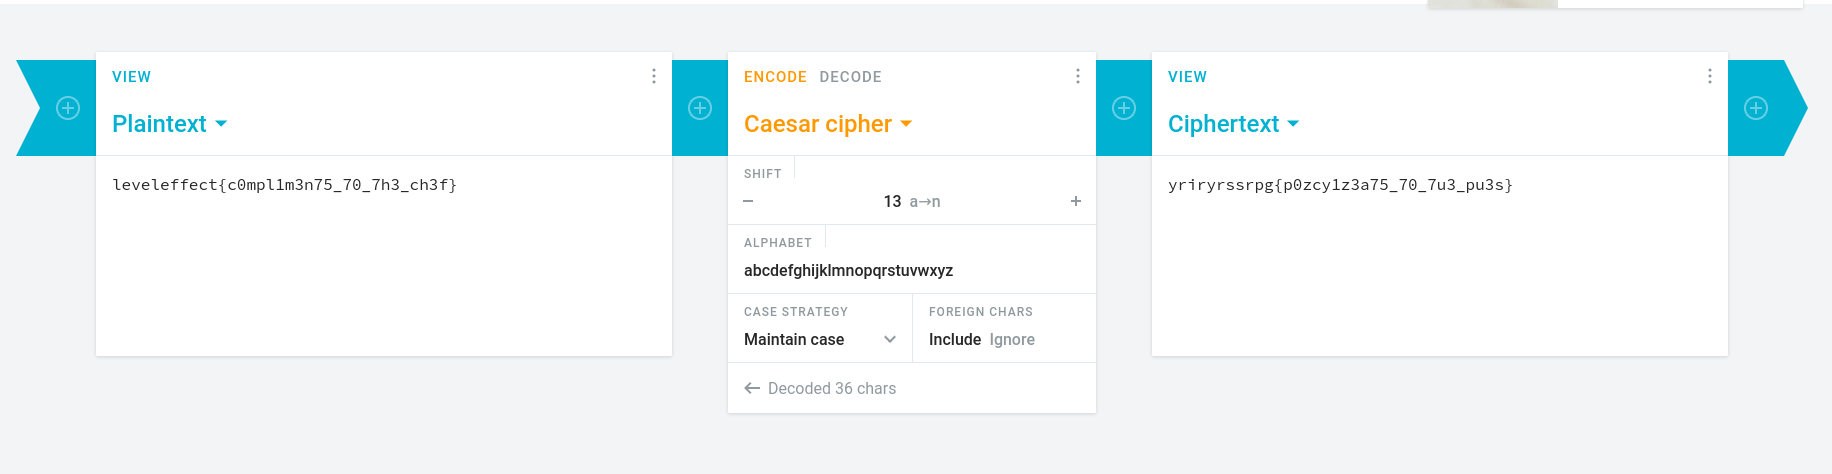 VIEW
Plaintext
leveleffect{c0mpl1m3n75_70_7h3_ch3f}
ENCODE DECODE
Caesar cipher
SHIFT
− 13 a→n +
ALPHABET
abcdefghijklmnopqrstuvwxyz
CASE STRATEGY
Maintain case
FOREIGN CHARS
Include Ignore
← Decoded 36 chars
VIEW
Ciphertext
yriryrssrpg{p0zcy1z3a75_70_7u3_pu3s}